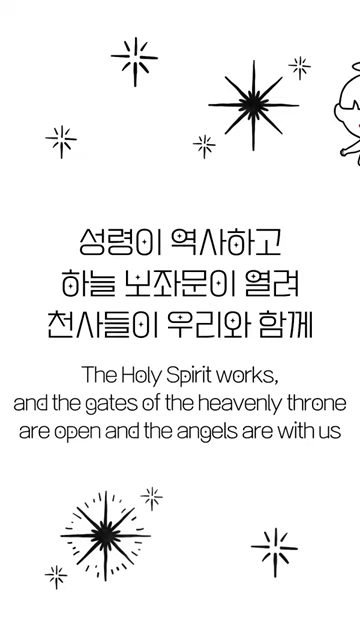 성령이 역사하고
하늘 보좌문이 열려
천사들이 우리와 함께
The Holy Spirit works,
and the gates of the heavenly throne
are open and the angels are with us